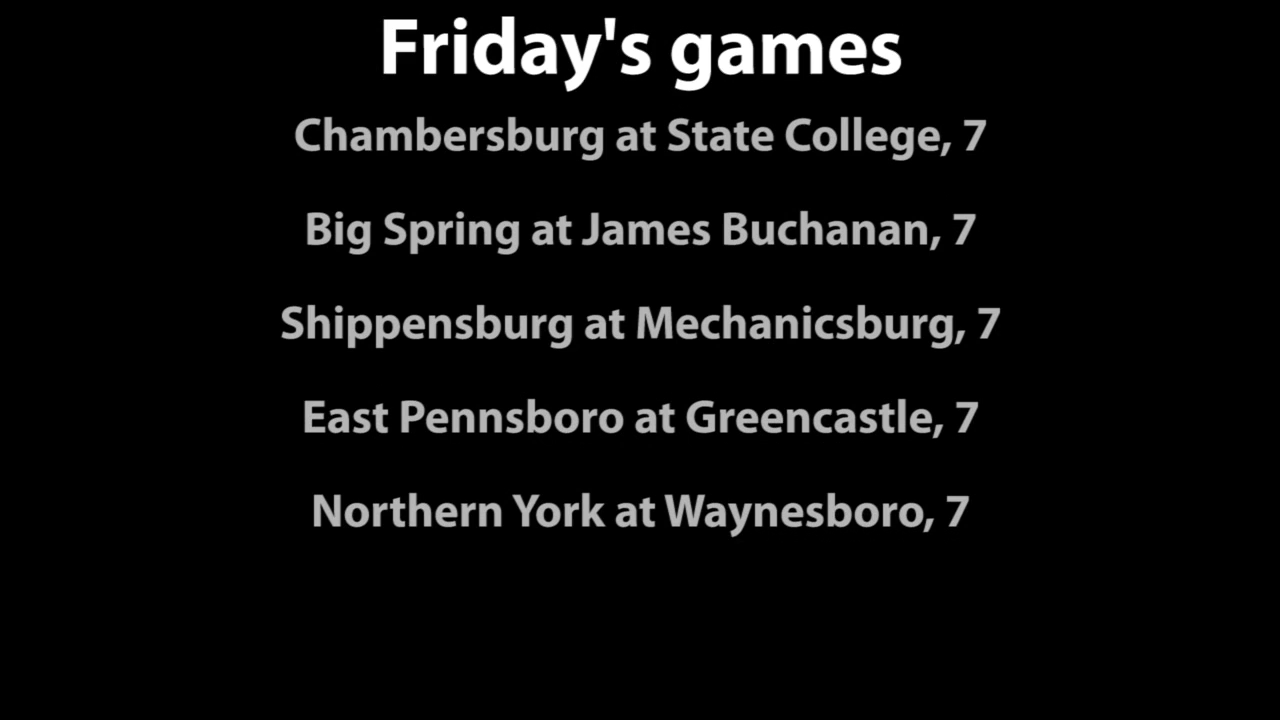 Friday's games
Chambersburg at State College, 7
Big Spring at James Buchanan, 7
Shippensburg at Mechanicsburg, 7
East Pennsboro at Greencastle, 7
Northern York at Waynesboro, 7